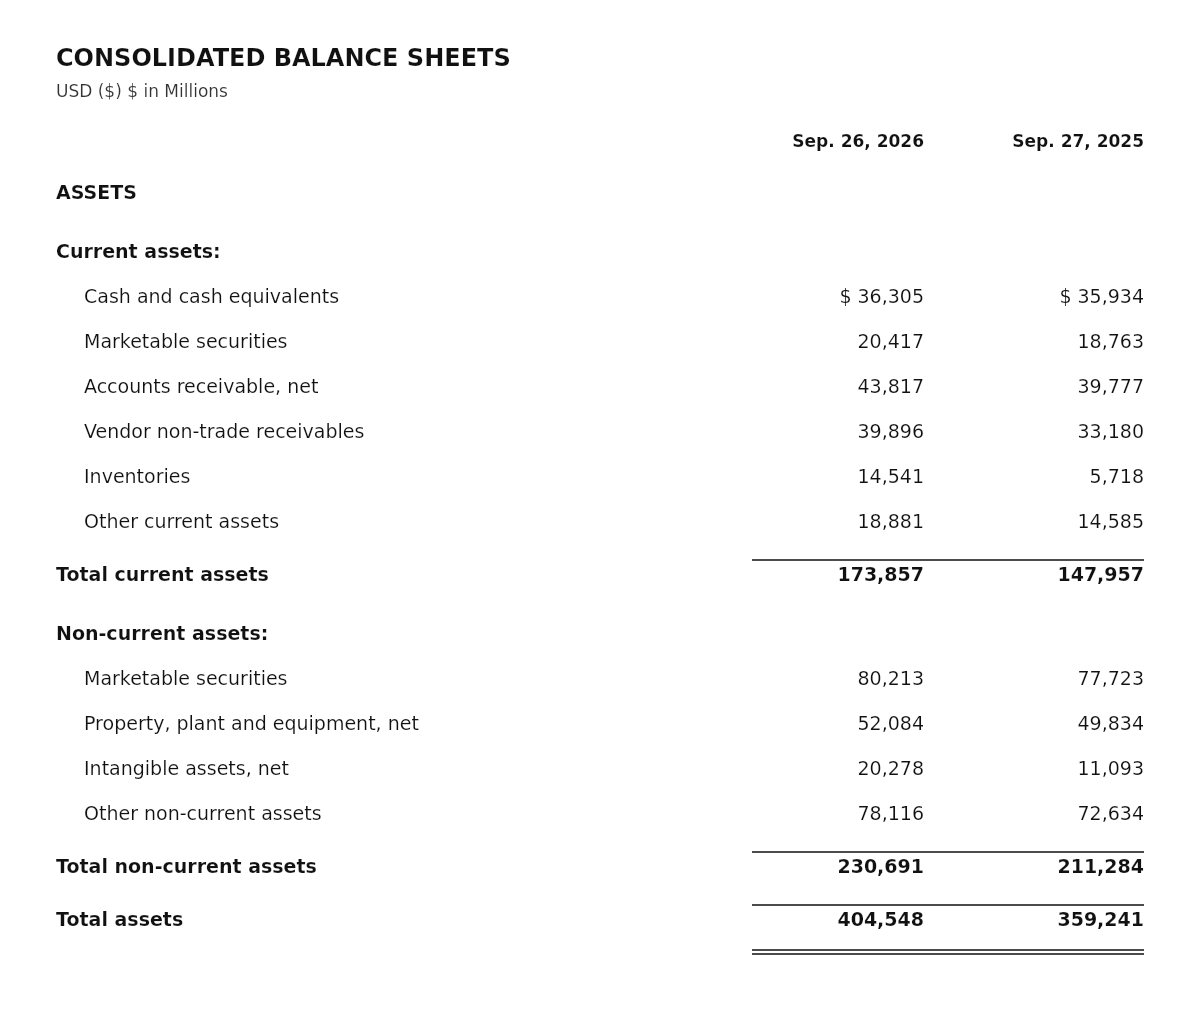 CONSOLIDATED BALANCE SHEETS
USD ($) $ in Millions
Sep. 26, 2026 Sep. 27, 2025
ASSETS
Current assets:
Cash and cash equivalents $ 36,305 $ 35,934
Marketable securities 20,417 18,763
Accounts receivable, net 43,817 39,777
Vendor non-trade receivables 39,896 33,180
Inventories 14,541 5,718
Other current assets 18,881 14,585
Total current assets 173,857 147,957
Non-current assets:
Marketable securities 80,213 77,723
Property, plant and equipment, net 52,084 49,834
Intangible assets, net 20,278 11,093
Other non-current assets 78,116 72,634
Total non-current assets 230,691 211,284
Total assets 404,548 359,241